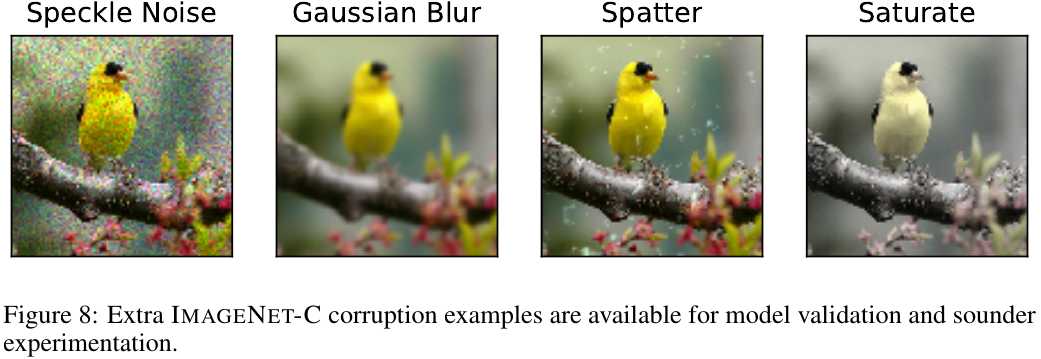 Speckle Noise
Gaussian Blur
Spatter
Saturate
Figure 8: Extra IMAGENET-C corruption examples are available for model validation and sounder
experimentation.